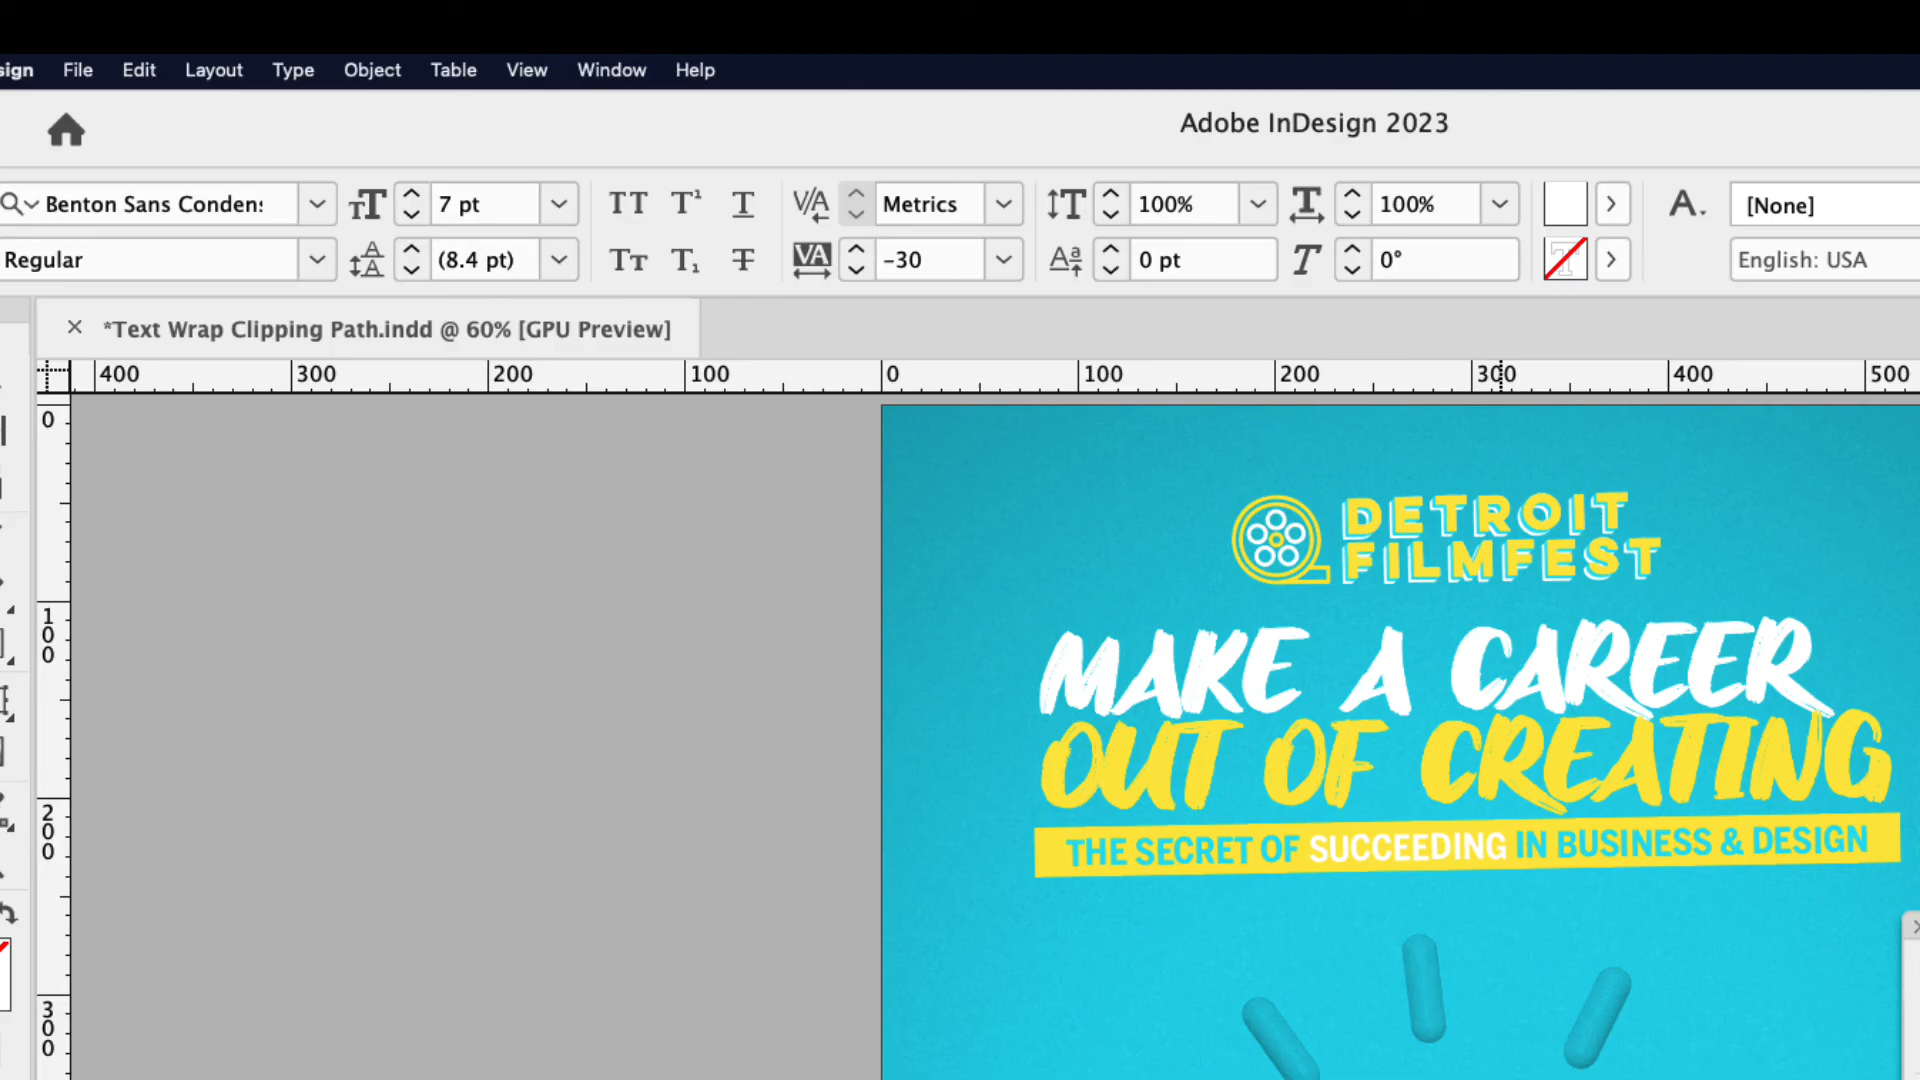 sign File Edit Layout Type Object Table View Window Help
Adobe InDesign 2023
Benton Sans Condens 7 pt Metrics 100% 100% [None]
Regular (8.4 pt) -30 0 pt 0° English: USA
*Text Wrap Clipping Path.indd @ 60% [GPU Preview]
400 300 200 100 0 100 200 300 400 500
0
100
200
300
DETROIT
FILMFEST
MAKE A CAREER
OUT OF CREATING
THE SECRET OF SUCCEEDING IN BUSINESS & DESIGN